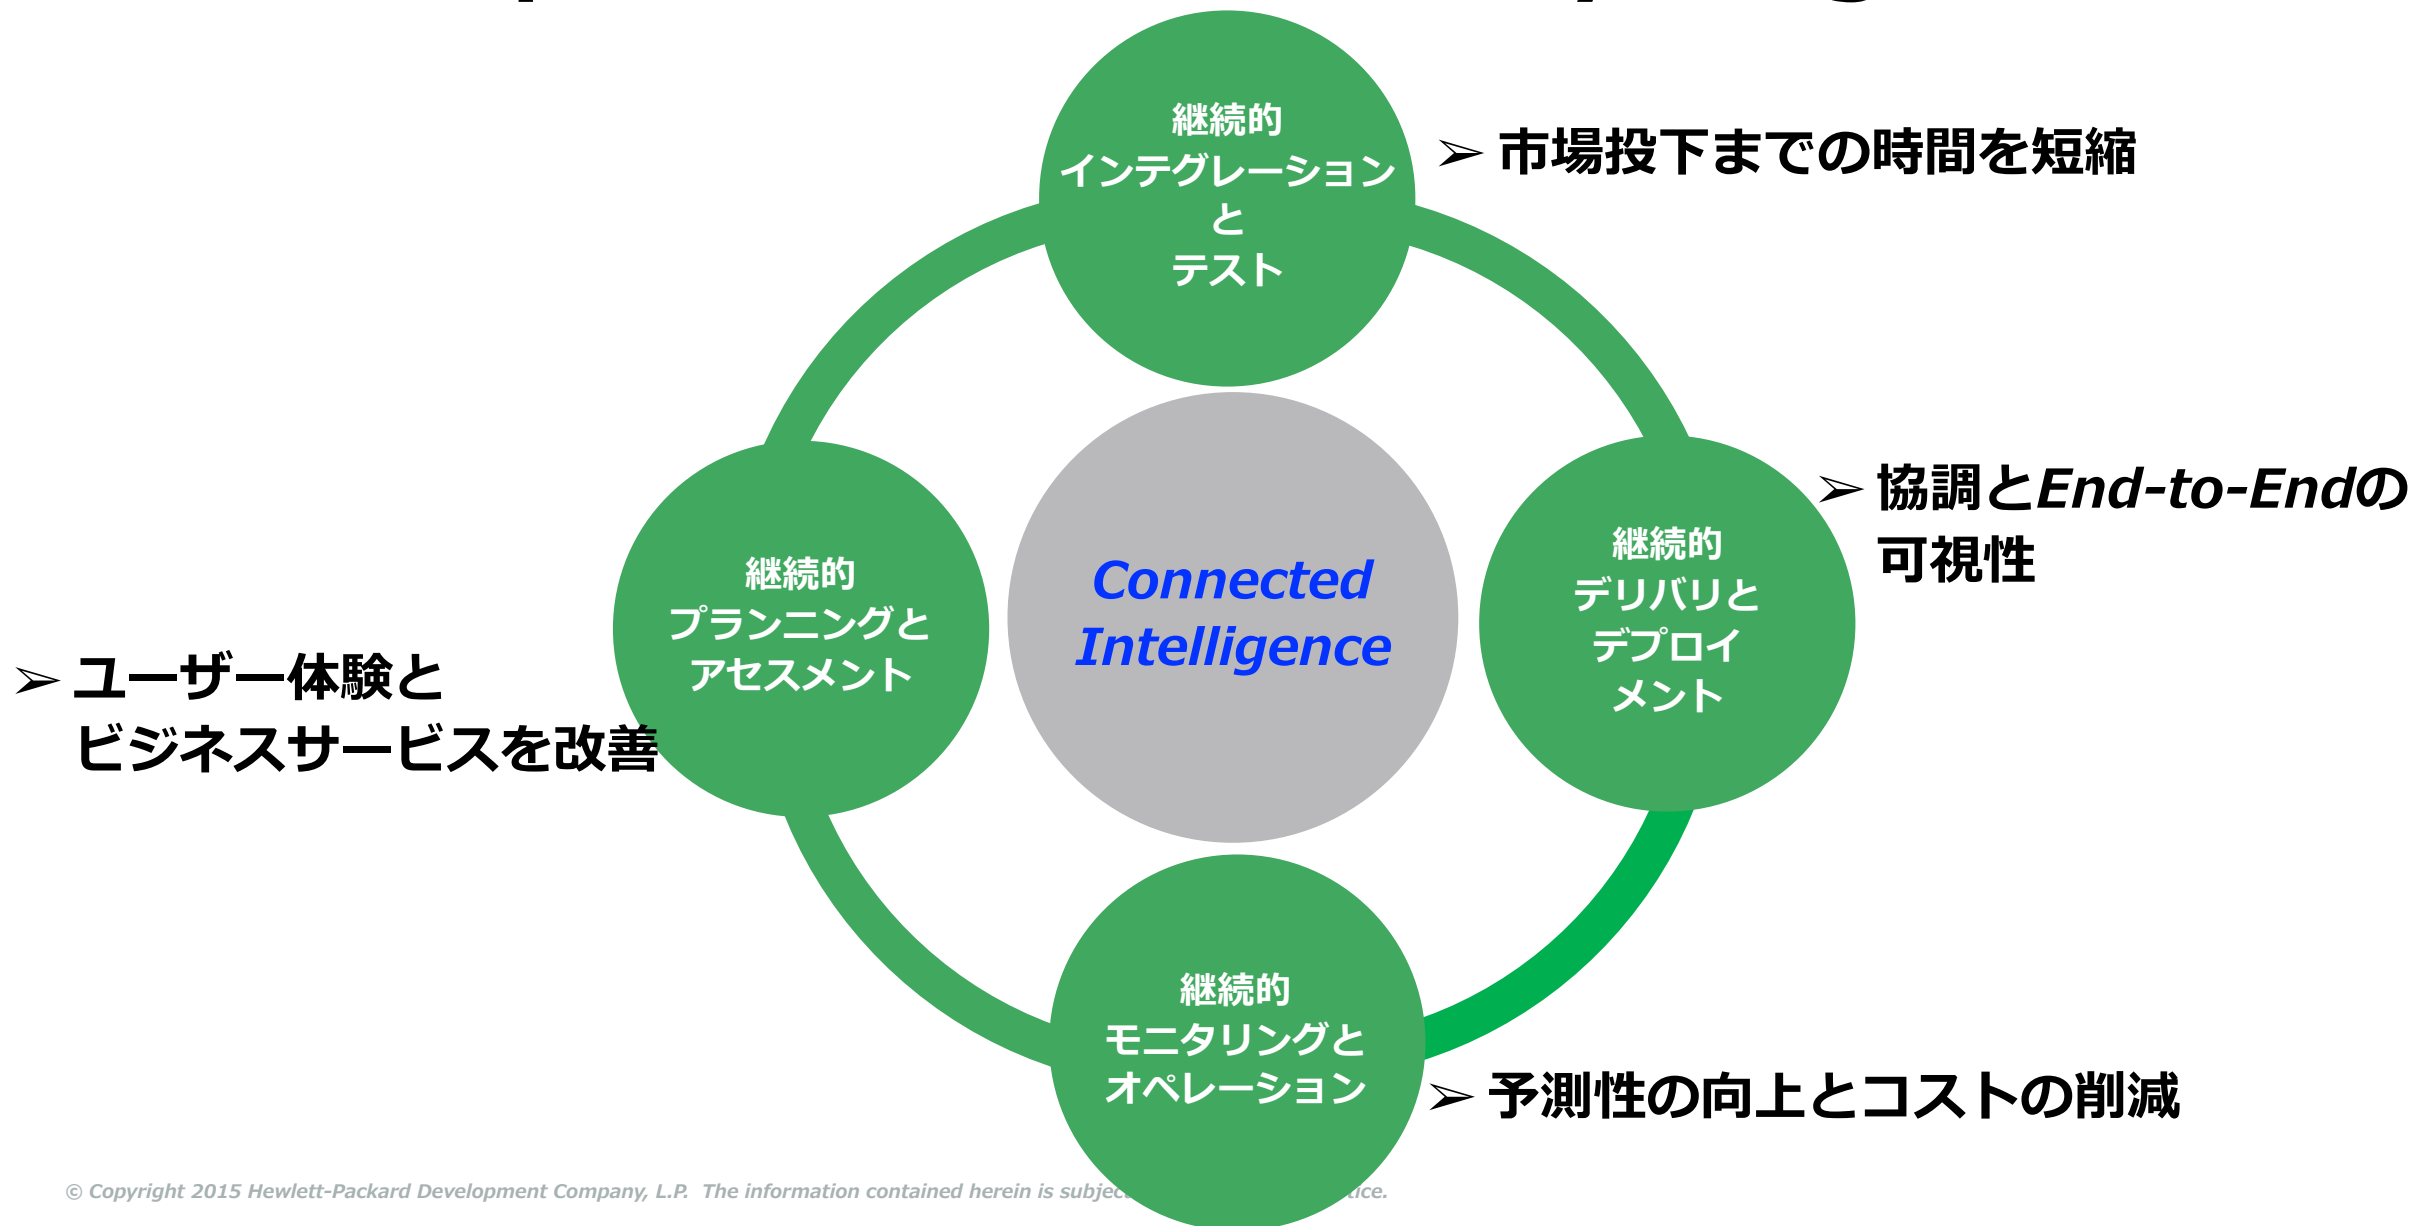 継続的
インテグレーション
と
テスト
➢ 市場投下までの時間を短縮
➢ 協調とEnd-to-Endの
可視性
継続的
デリバリと
デプロイ
メント
Connected
Intelligence
継続的
プランニングと
アセスメント
➢ ユーザー体験と
ビジネスサービスを改善
継続的
モニタリングと
オペレーション
➢ 予測性の向上とコストの削減
© Copyright 2015 Hewlett-Packard Development Company, L.P. The information contained herein is